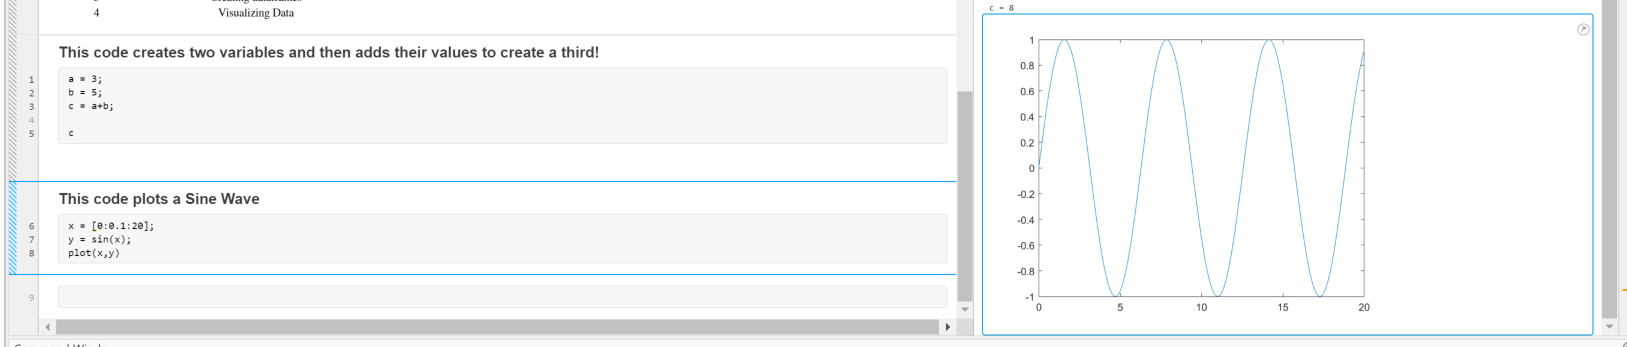 4 Visualizing Data
This code creates two variables and then adds their values to create a third!
1 a = 3;
2 b = 5;
3 c = a+b;
4
5 c
This code plots a Sine Wave
6 x = [0:0.1:20];
7 y = sin(x);
8 plot(x,y)
9
c = 8
1
0.8
0.6
0.4
0.2
0
-0.2
-0.4
-0.6
-0.8
-1
0 5 10 15 20